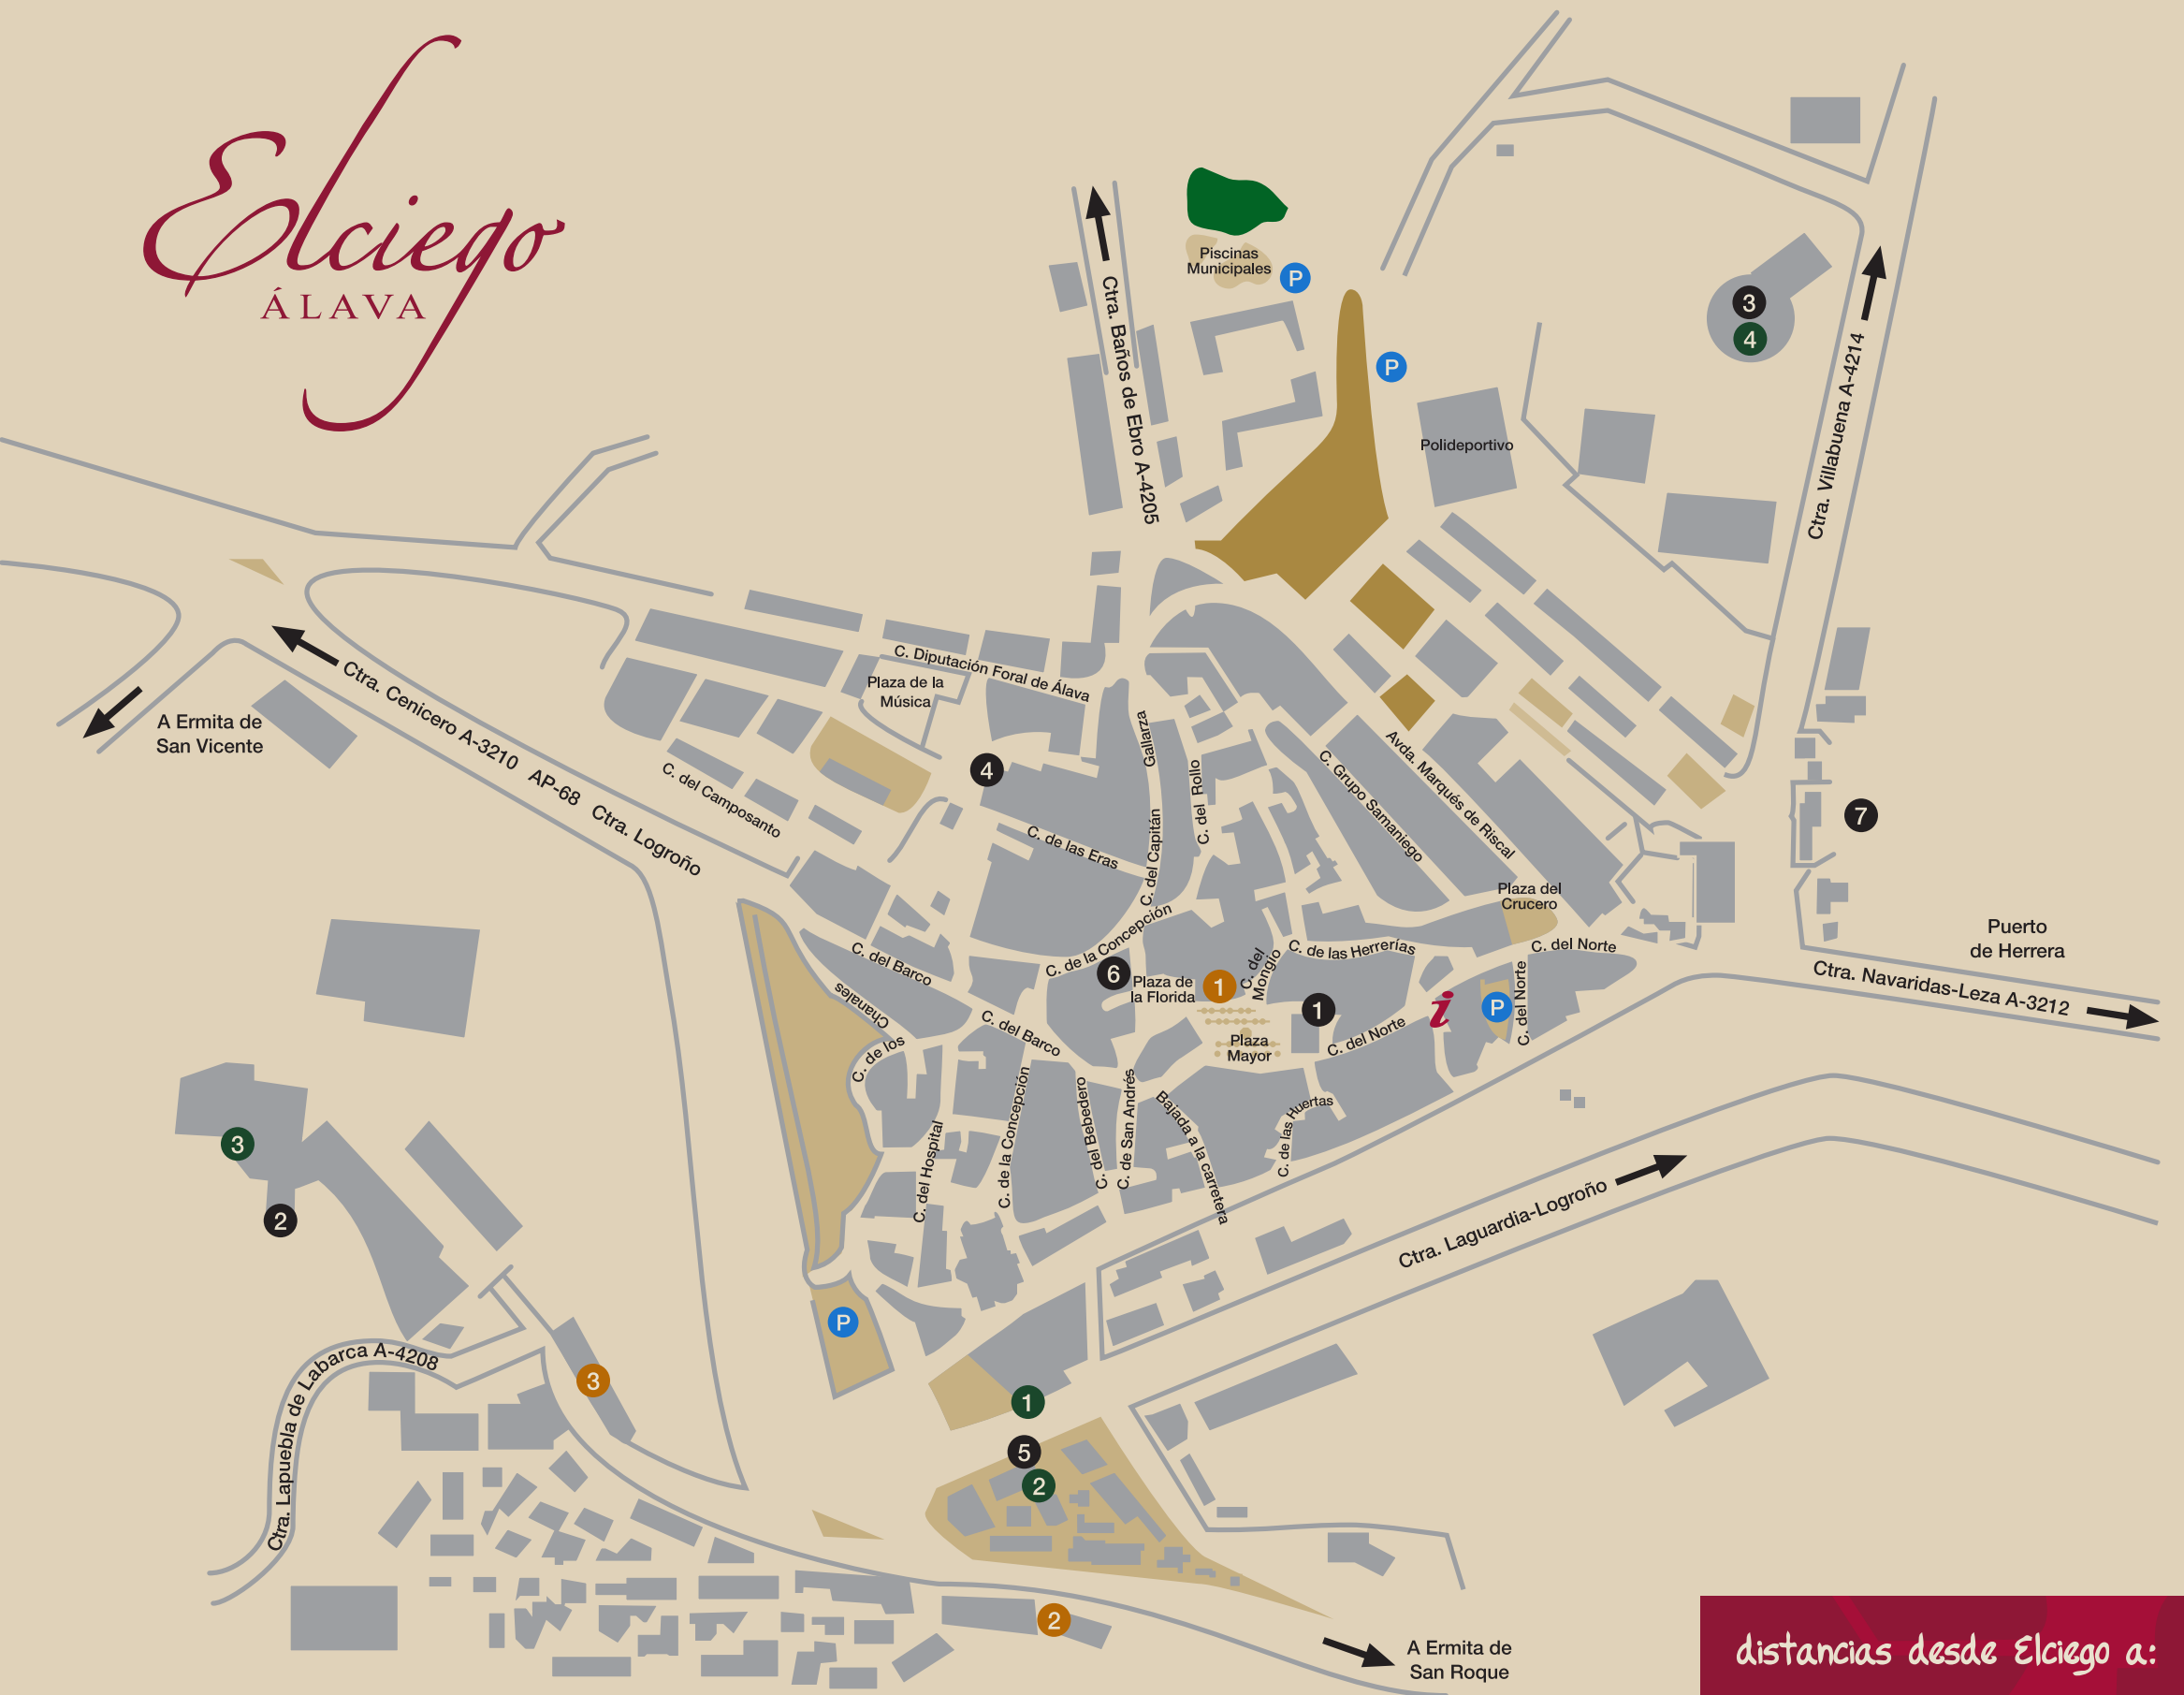 Elciego
ÁLAVA
Piscinas
Municipales
P
P
Ctra. Baños de Ebro A-4205
3
4
Ctra. Villabuena A-4214
Polideportivo
A Ermita de
San Vicente
Ctra. Cenicero A-3210 AP-68 Ctra. Logroño
C. Diputación Foral de Álava
Plaza de la
Música
C. del Camposanto
4
C. de las Eras
C. del Capitán Gallarza
C. del Rollo
C. Grupo Samaniego
Avda. Marqués de Riscal
7
Plaza del
Crucero
C. del Norte
Puerto
de Herrera
Ctra. Navaridas-Leza A-3212
C. de la Concepción
C. de las Herrerías
C. del
Mongio
6
Plaza de
la Florida
1
1
i
P
C. del Norte
C. del Norte
Plaza
Mayor
C. del Barco
C. de los Chanales
C. del Barco
C. del Hospital
C. de la Concepción
C. del Bebedero
C. de San Andrés
Bajada a la carretera
C. de las Huertas
Ctra. Laguardia-Logroño
3
2
P
Ctra. Lapuebla de Labarca A-4208
3
1
5
2
2
A Ermita de
San Roque
distancias desde Elciego a: